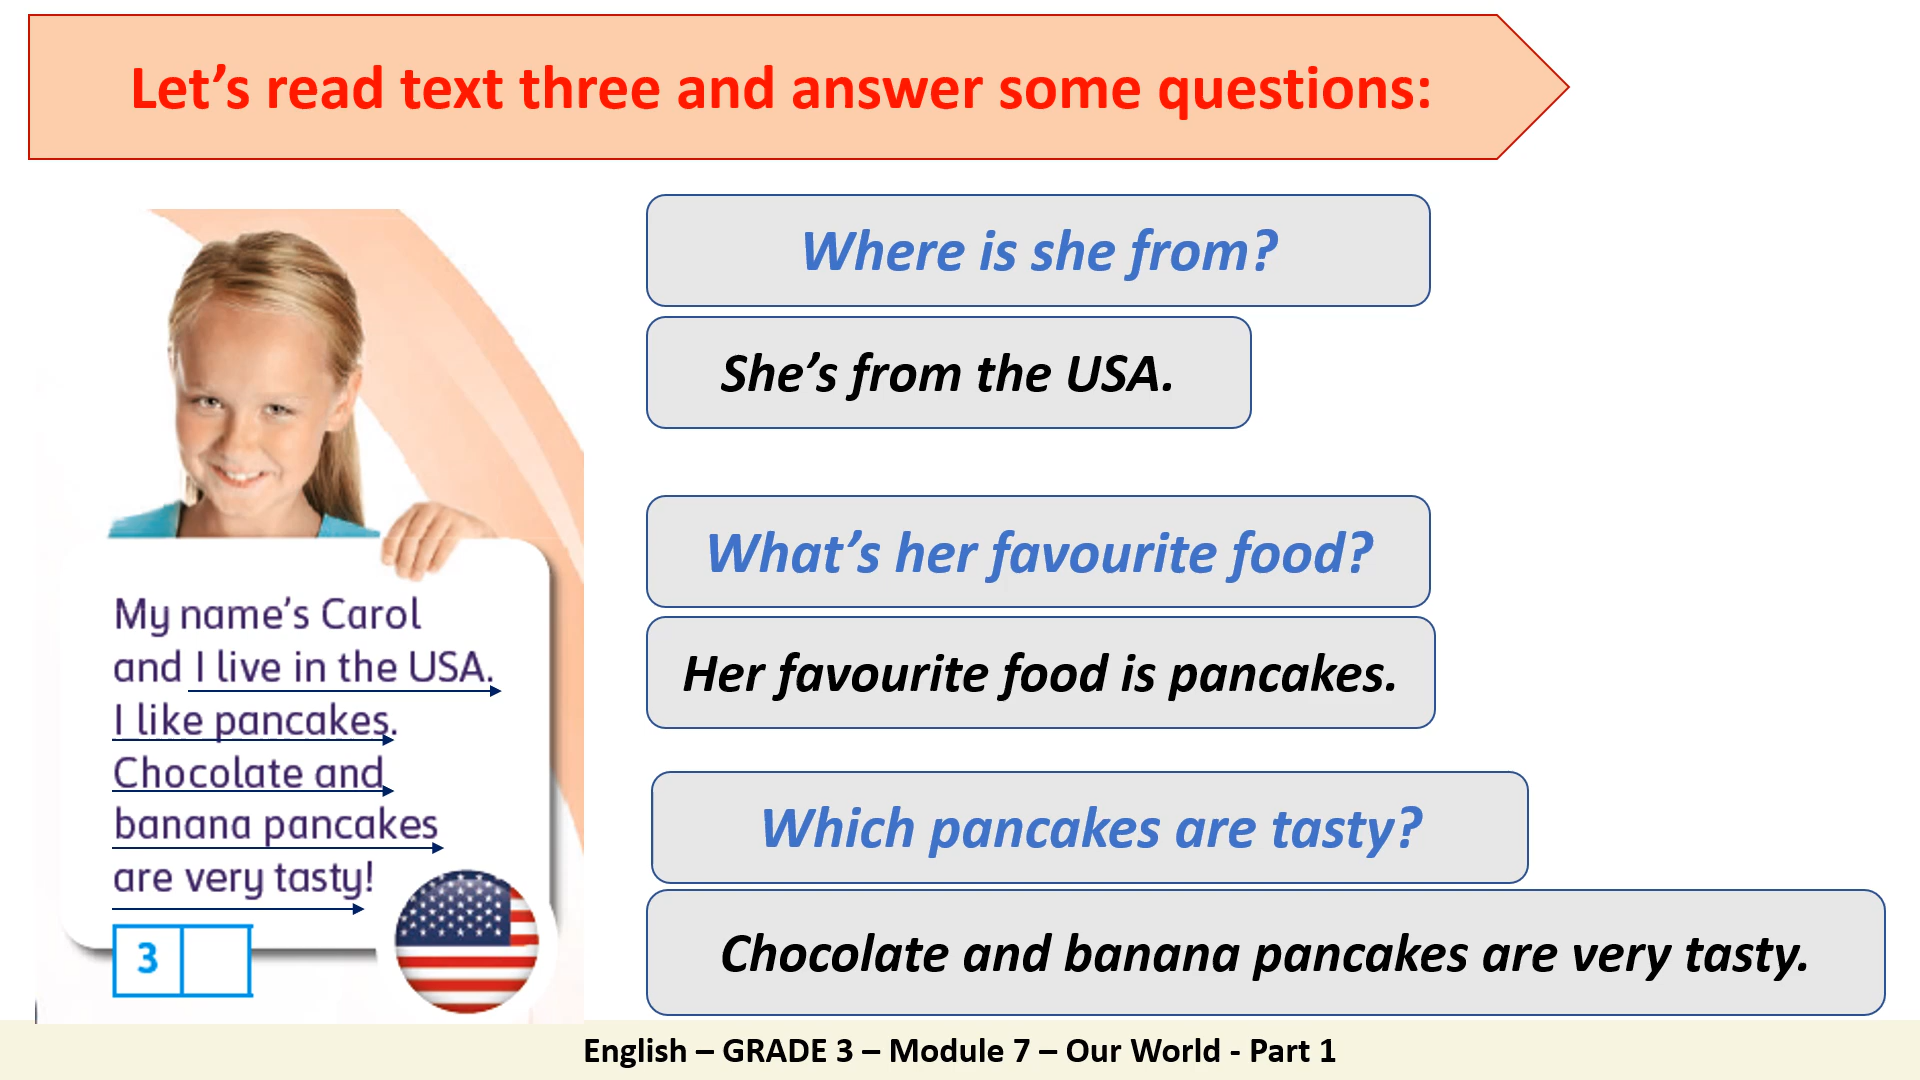 Let’s read text three and answer some questions:
Where is she from?
She’s from the USA.
What’s her favourite food?
Her favourite food is pancakes.
Which pancakes are tasty?
Chocolate and banana pancakes are very tasty.
My name’s Carol
and I live in the USA.
I like pancakes.
Chocolate and
banana pancakes
are very tasty!
3
English – GRADE 3 – Module 7 – Our World - Part 1